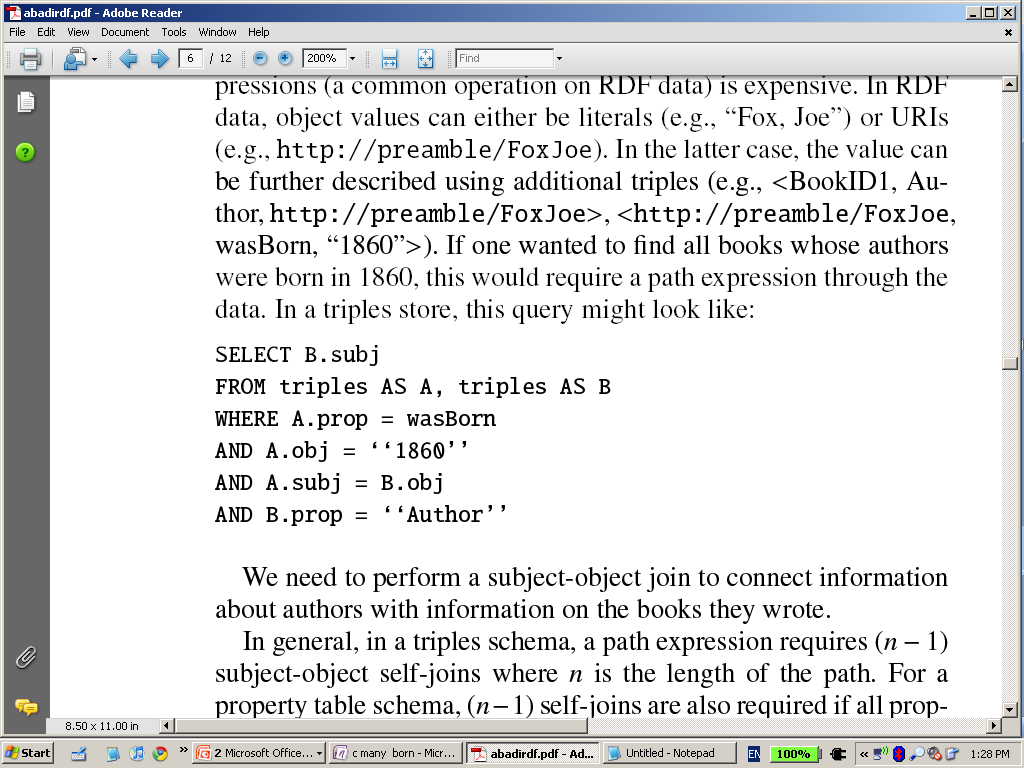 abadirdf.pdf - Adobe Reader
File Edit View Document Tools Window Help
6 / 12 200% Find
pressions (a common operation on RDF data) is expensive. In RDF
data, object values can either be literals (e.g., “Fox, Joe”) or URIs
(e.g., http://preamble/FoxJoe). In the latter case, the value can
be further described using additional triples (e.g., <BookID1, Au-
thor, http://preamble/FoxJoe>, <http://preamble/FoxJoe,
wasBorn, “1860”>). If one wanted to find all books whose authors
were born in 1860, this would require a path expression through the
data. In a triples store, this query might look like:
SELECT B.subj
FROM triples AS A, triples AS B
WHERE A.prop = wasBorn
AND A.obj = ‘‘1860’’
AND A.subj = B.obj
AND B.prop = ‘‘Author’’
We need to perform a subject-object join to connect information
about authors with information on the books they wrote.
In general, in a triples schema, a path expression requires (n − 1)
subject-object self-joins where n is the length of the path. For a
property table schema, (n−1) self-joins are also required if all prop-
8.50 x 11.00 in
Start » 2 Microsoft Office... c many born - Micr... abadirdf.pdf - Ad... Untitled - Notepad EN 100% « 1:28 PM